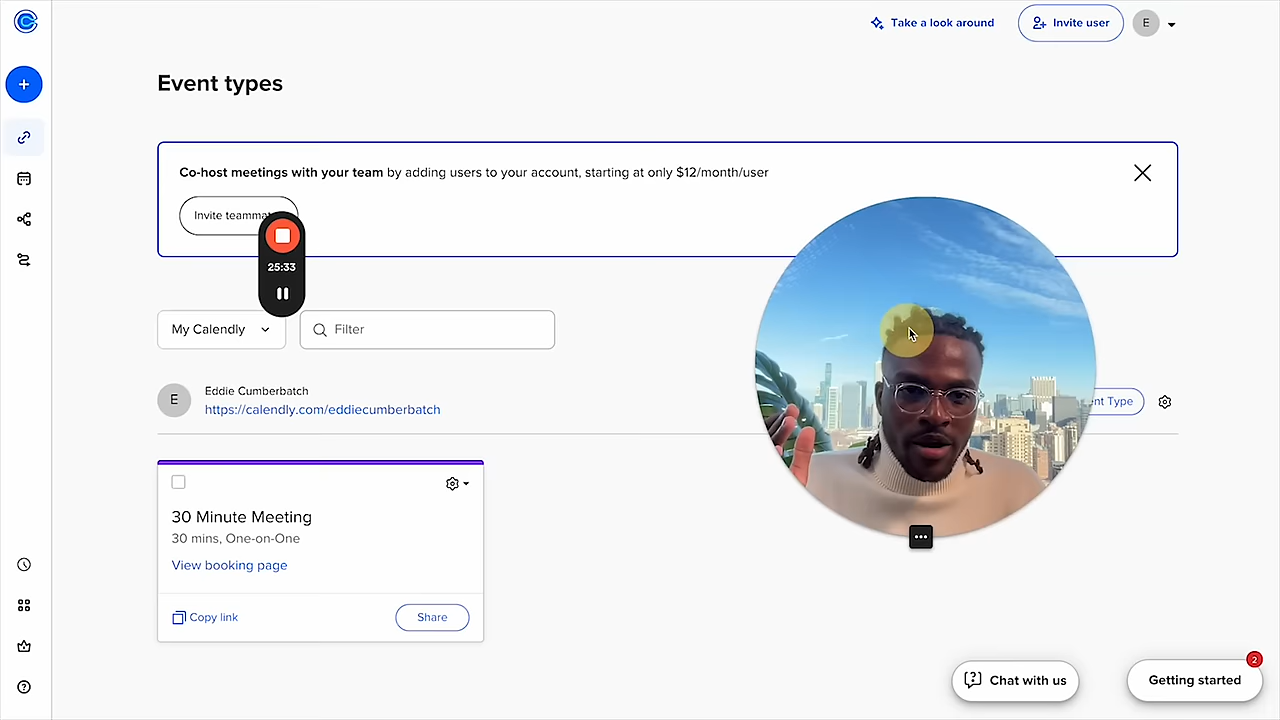 Take a look around
Invite user
E
Event types
Co-host meetings with your team by adding users to your account, starting at only $12/month/user
Invite teammat
25:33
My Calendly
Filter
E
Eddie Cumberbatch
https://calendly.com/eddiecumberbatch
nt Type
30 Minute Meeting
30 mins, One-on-One
View booking page
Copy link
Share
2
Chat with us
Getting started